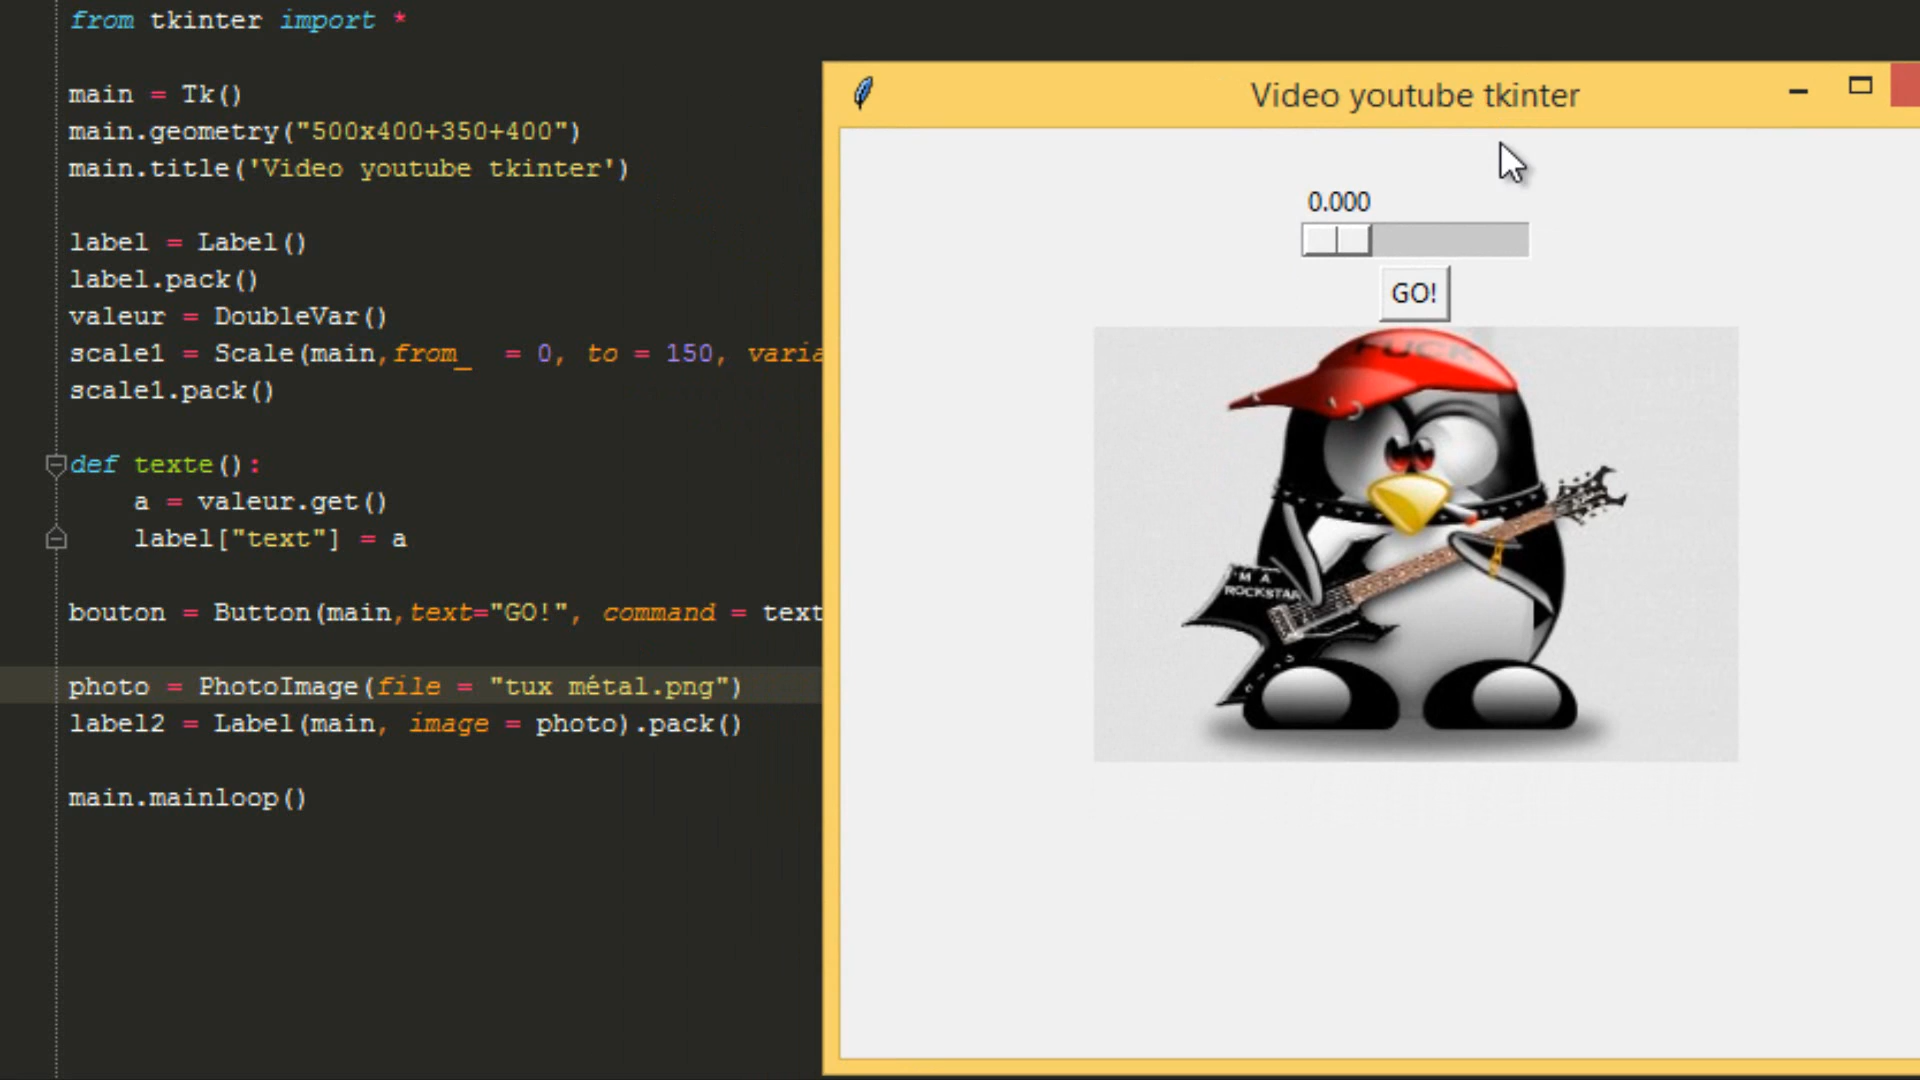 from tkinter import *
main = Tk()
main.geometry("500x400+350+400")
main.title('Video youtube tkinter')
label = Label()
label.pack()
valeur = DoubleVar()
scale1 = Scale(main,from_  = 0, to = 150, varia
scale1.pack()
def texte():
    a = valeur.get()
    label["text"] = a
bouton = Button(main,text="GO!", command = text
photo = PhotoImage(file = "tux métal.png")
label2 = Label(main, image = photo).pack()
main.mainloop()
Video youtube tkinter
0.000
GO!
FUCK
I'M A
ROCKSTAR